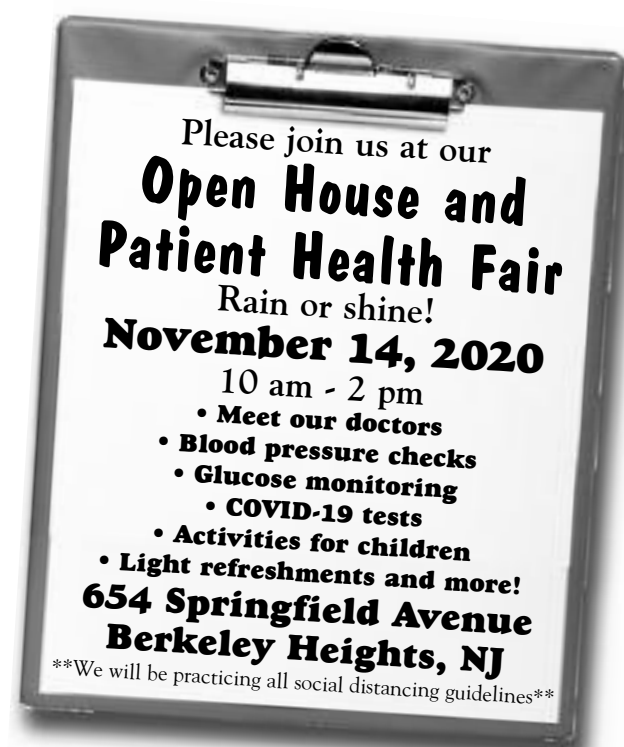 Please join us at our
Open House and
Patient Health Fair
Rain or shine!
November 14, 2020
10 am - 2 pm
• Meet our doctors
• Blood pressure checks
• Glucose monitoring
• COVID-19 tests
• Activities for children
• Light refreshments and more!
654 Springfield Avenue
Berkeley Heights, NJ
**We will be practicing all social distancing guidelines**